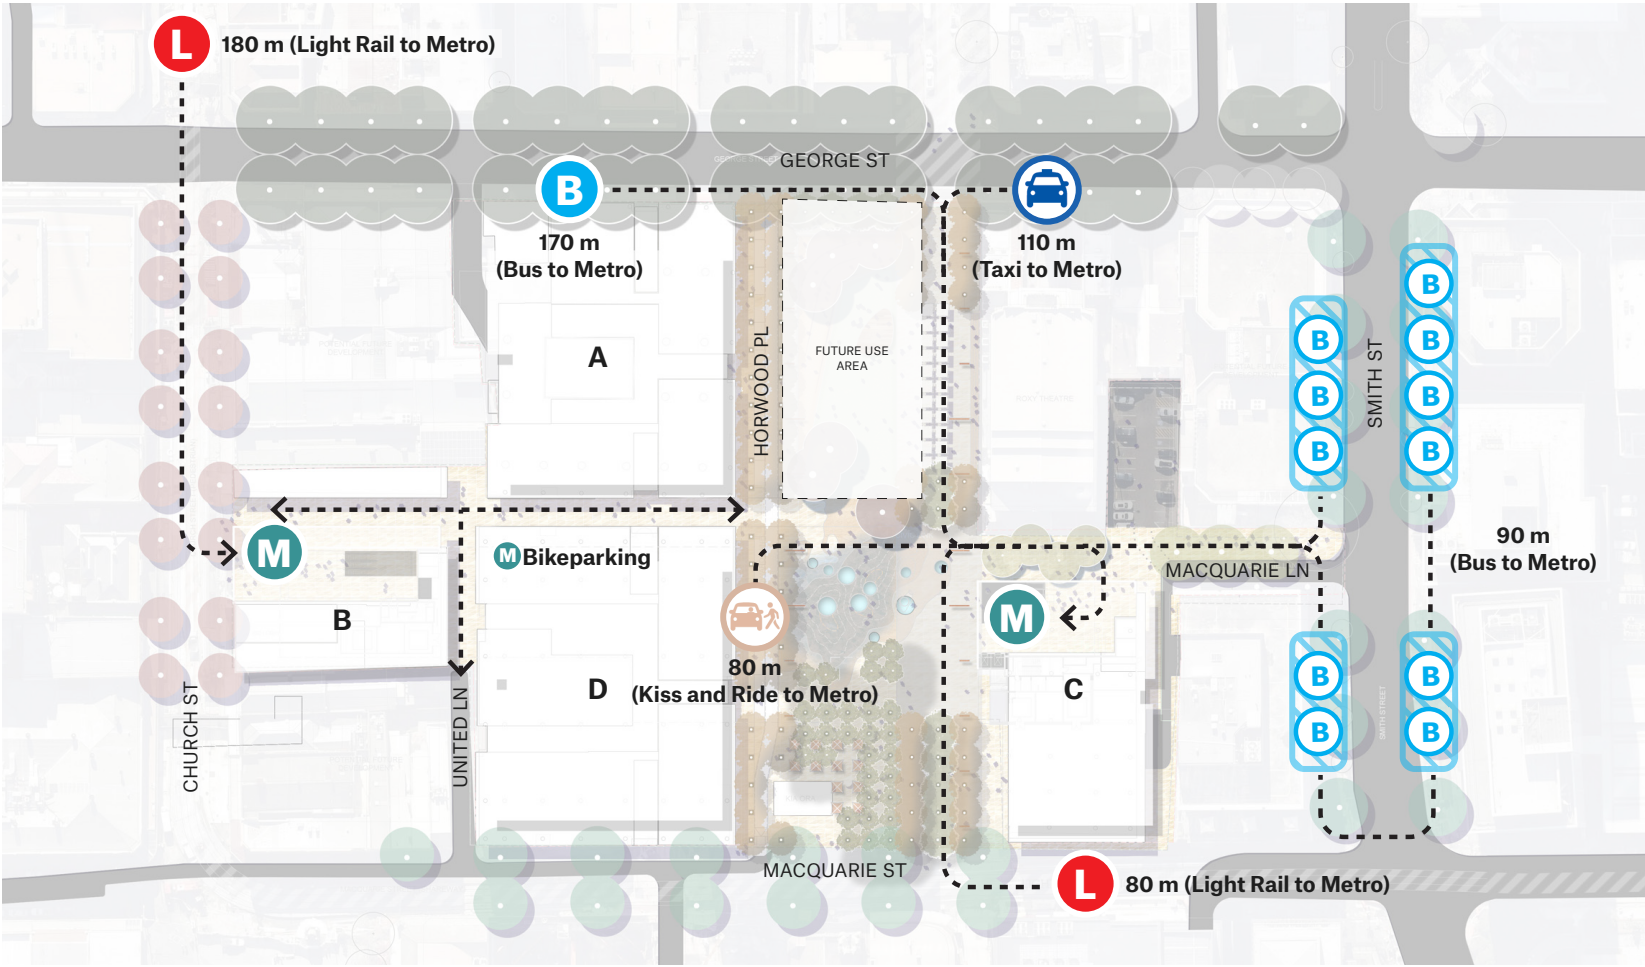 L 180 m (Light Rail to Metro)
GEORGE ST
B
170 m
(Bus to Metro)
110 m
(Taxi to Metro)
A
HORWOOD PL
FUTURE USE
AREA
B
B
B
B
B
B
B
SMITH ST
M
M Bikeparking
90 m
(Bus to Metro)
MACQUARIE LN
B
M
80 m
(Kiss and Ride to Metro)
D
C
B
B
B
B
SMITH STREET
CHURCH ST
UNITED LN
MACQUARIE ST
L 80 m (Light Rail to Metro)